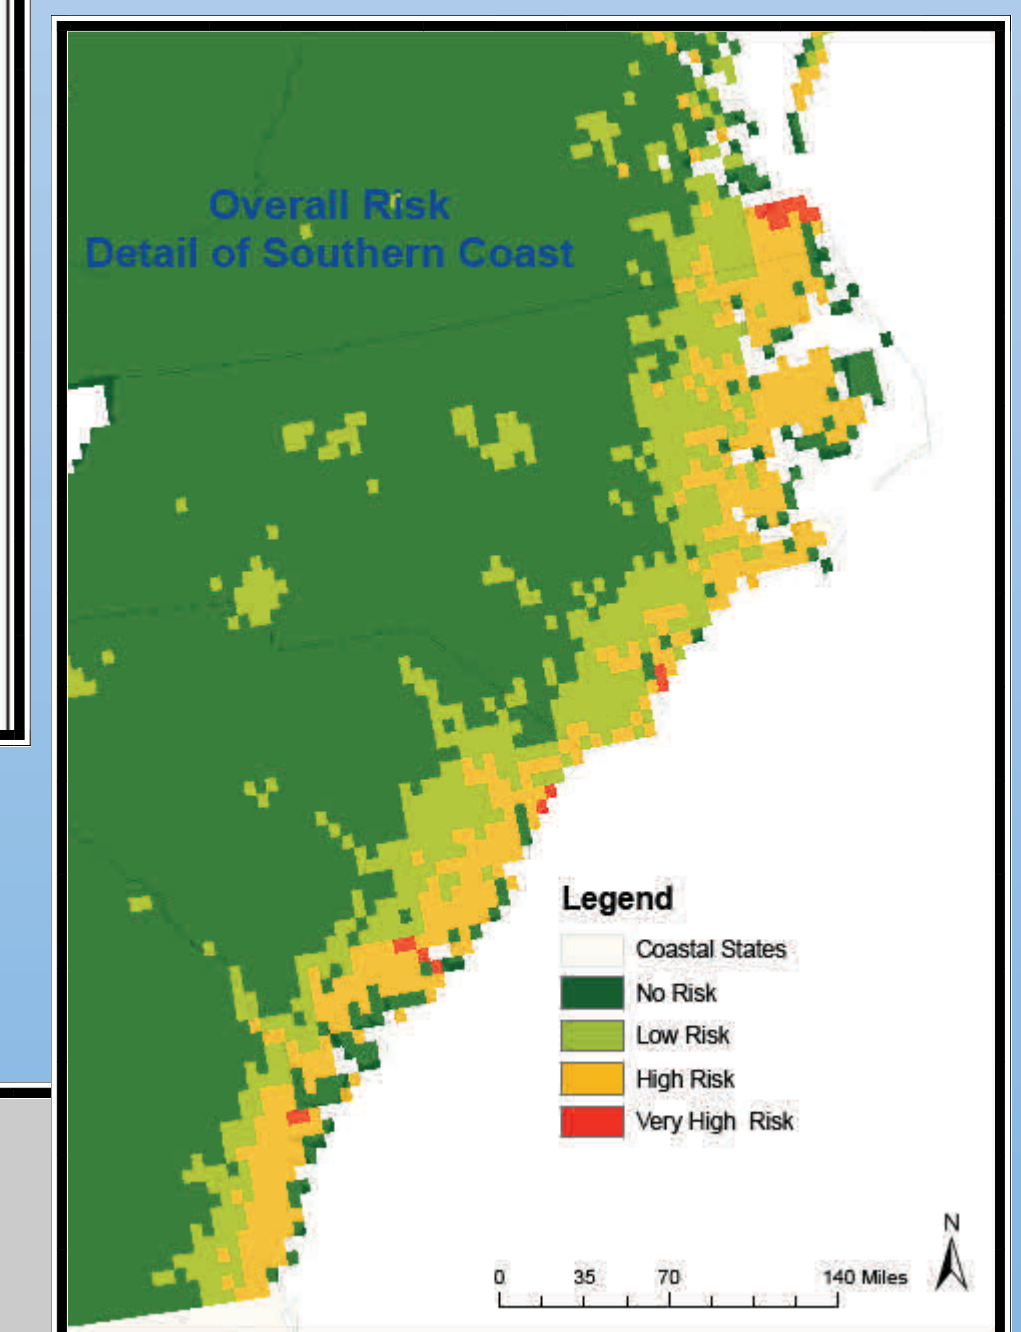 Overall Risk
Detail of Southern Coast
Legend
Coastal States
No Risk
Low Risk
High Risk
Very High Risk
N
0 35 70 140 Miles